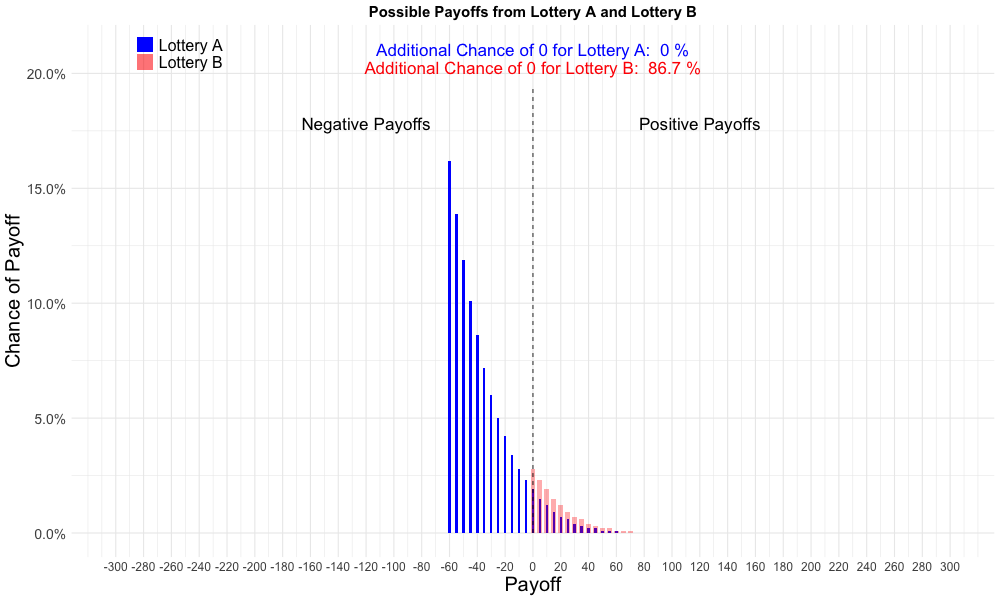 Possible Payoffs from Lottery A and Lottery B
Lottery A
Lottery B
Additional Chance of 0 for Lottery A:  0 %
Additional Chance of 0 for Lottery B:  86.7 %
Negative Payoffs
Positive Payoffs
Chance of Payoff
20.0%
15.0%
10.0%
5.0%
0.0%
-300 -280 -260 -240 -220 -200 -180 -160 -140 -120 -100 -80 -60 -40 -20 0 20 40 60 80 100 120 140 160 180 200 220 240 260 280 300
Payoff